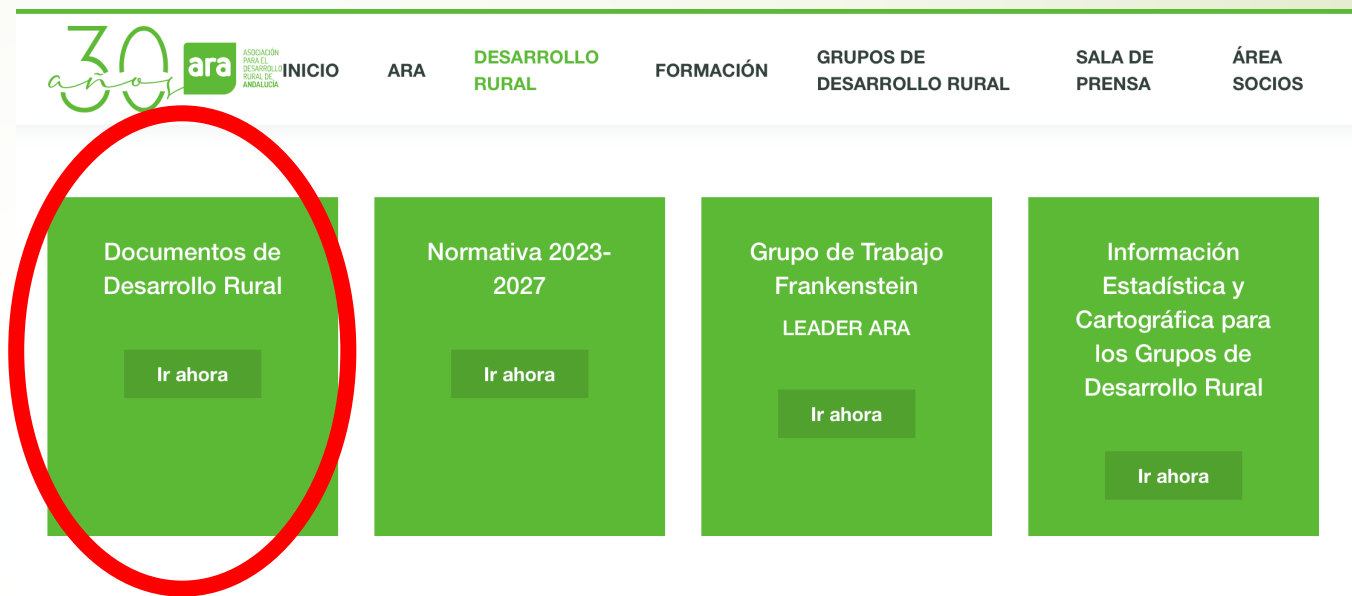 30
años
ara
ASOCIACIÓN
PARA EL
DESARROLLO
RURAL DE
ANDALUCÍA
INICIO
ARA
DESARROLLO
RURAL
FORMACIÓN
GRUPOS DE
DESARROLLO RURAL
SALA DE
PRENSA
ÁREA
SOCIOS
Documentos de
Desarrollo Rural
Ir ahora
Normativa 2023-
2027
Ir ahora
Grupo de Trabajo
Frankenstein
LEADER ARA
Ir ahora
Información
Estadística y
Cartográfica para
los Grupos de
Desarrollo Rural
Ir ahora